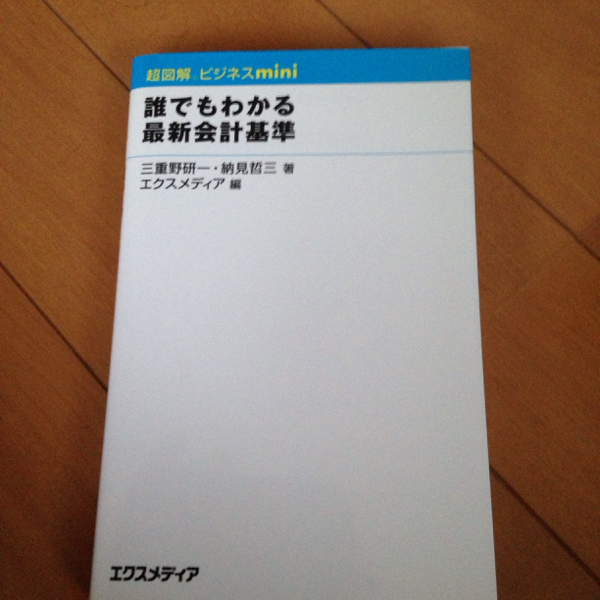 超図解 ビジネスmini
誰でもわかる
最新会計基準
三重野研一・納見哲三 著
エクスメディア 編
エクスメディア